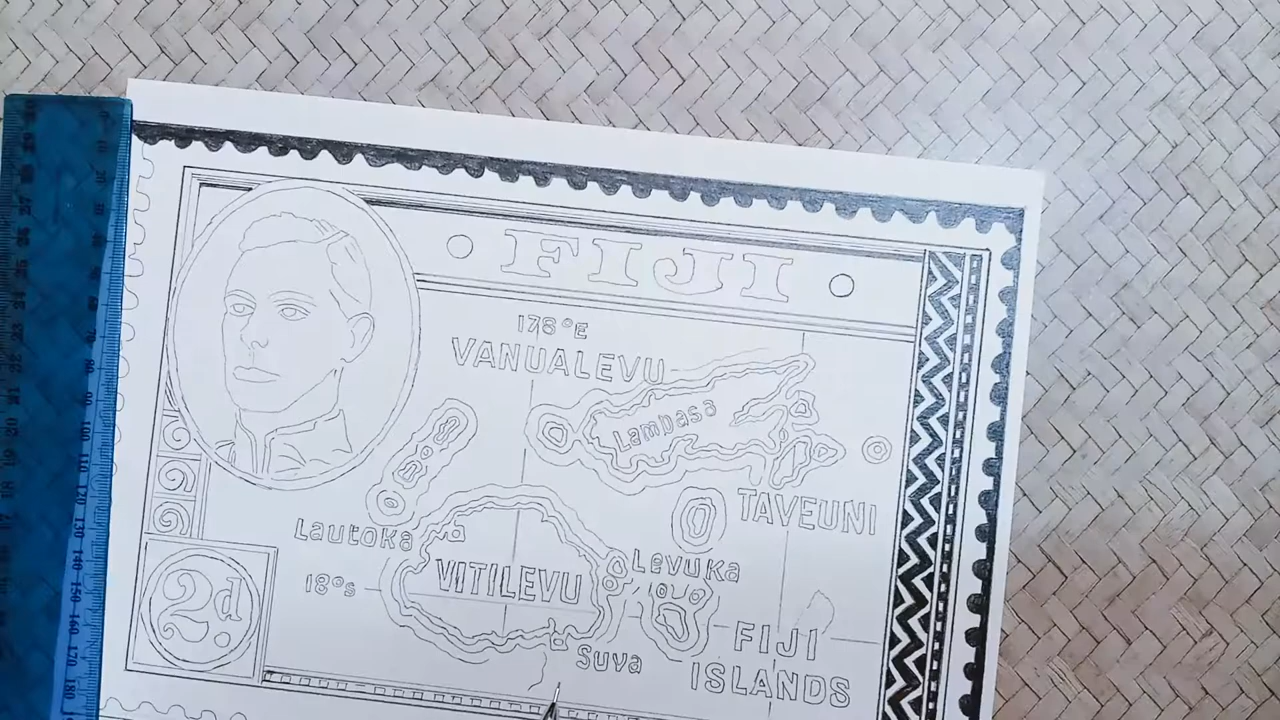 FIJI
178°E
VANUALEVU
Lambasa
TAVEUNI
Lautoka
Levuka
VITILEVU
18°s
2d.
FIJI
Suva
ISLANDS